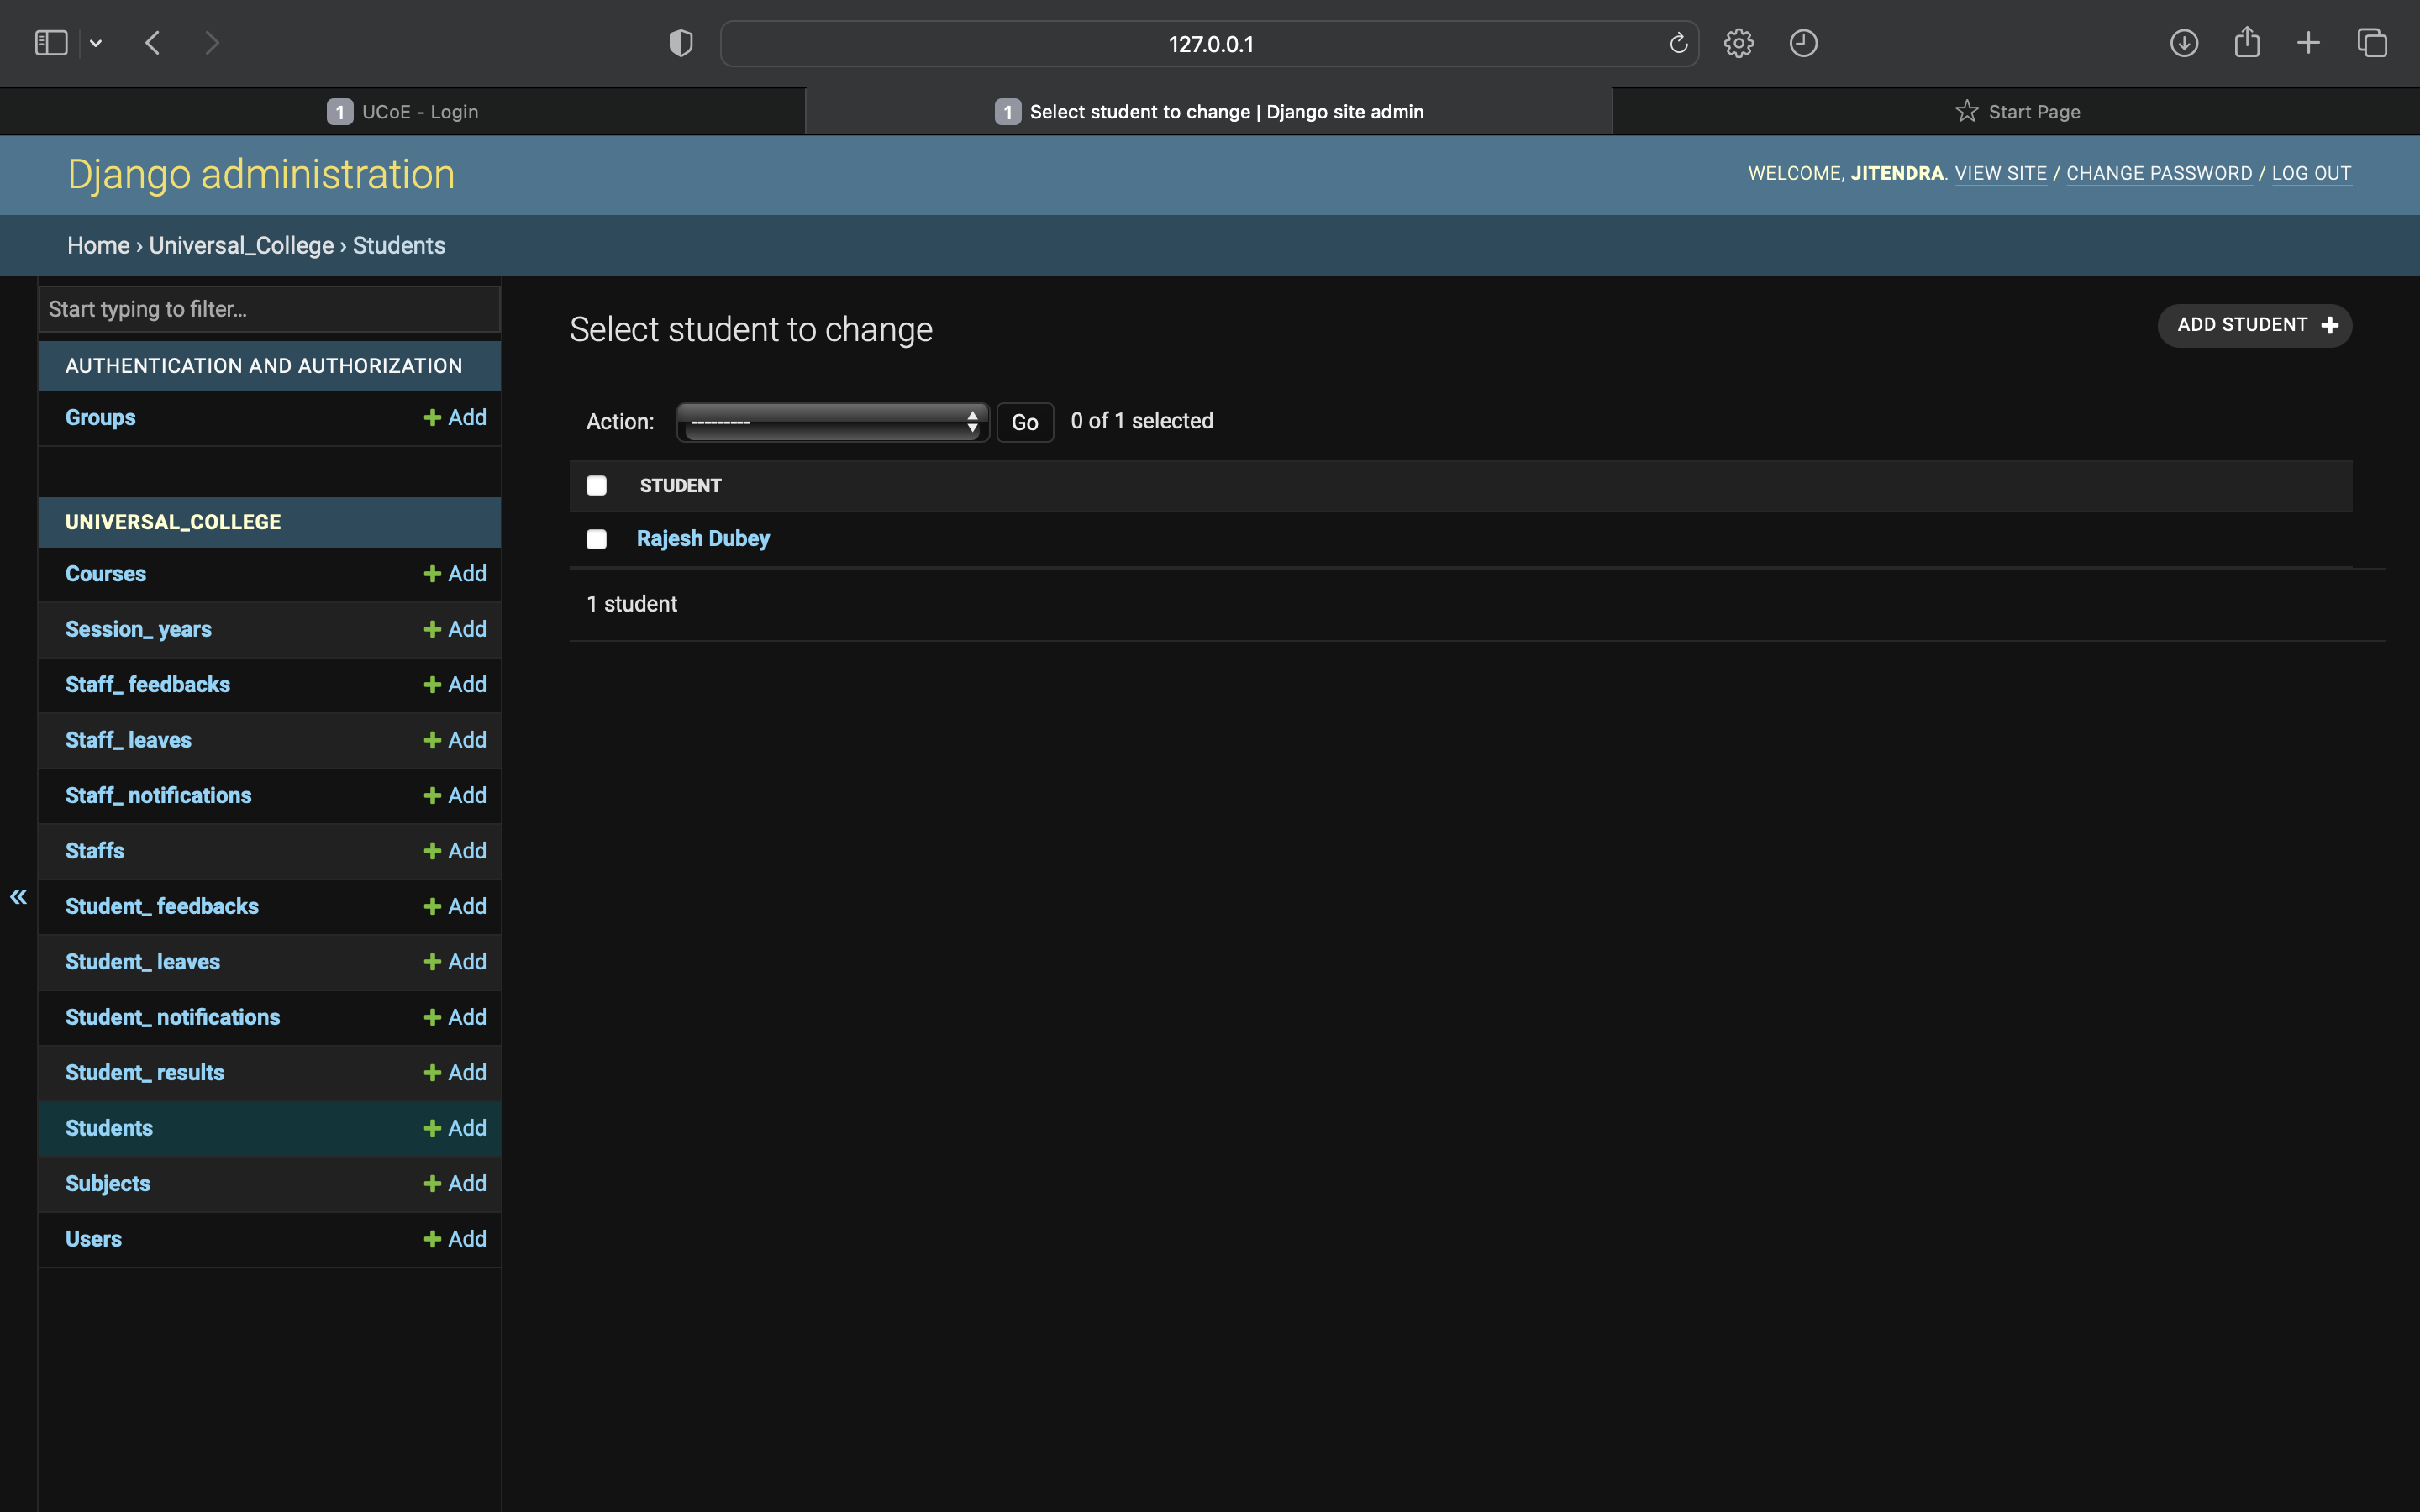 127.0.0.1
1 UCoE - Login
1 Select student to change | Django site admin
Start Page
Django administration
WELCOME, JITENDRA. VIEW SITE / CHANGE PASSWORD / LOG OUT
Home › Universal_College › Students
Start typing to filter...
AUTHENTICATION AND AUTHORIZATION
Groups + Add
UNIVERSAL_COLLEGE
Courses + Add
Session_ years + Add
Staff_ feedbacks + Add
Staff_ leaves + Add
Staff_ notifications + Add
Staffs + Add
Student_ feedbacks + Add
Student_ leaves + Add
Student_ notifications + Add
Student_ results + Add
Students + Add
Subjects + Add
Users + Add
«
Select student to change
ADD STUDENT +
Action: --------- Go 0 of 1 selected
STUDENT
Rajesh Dubey
1 student